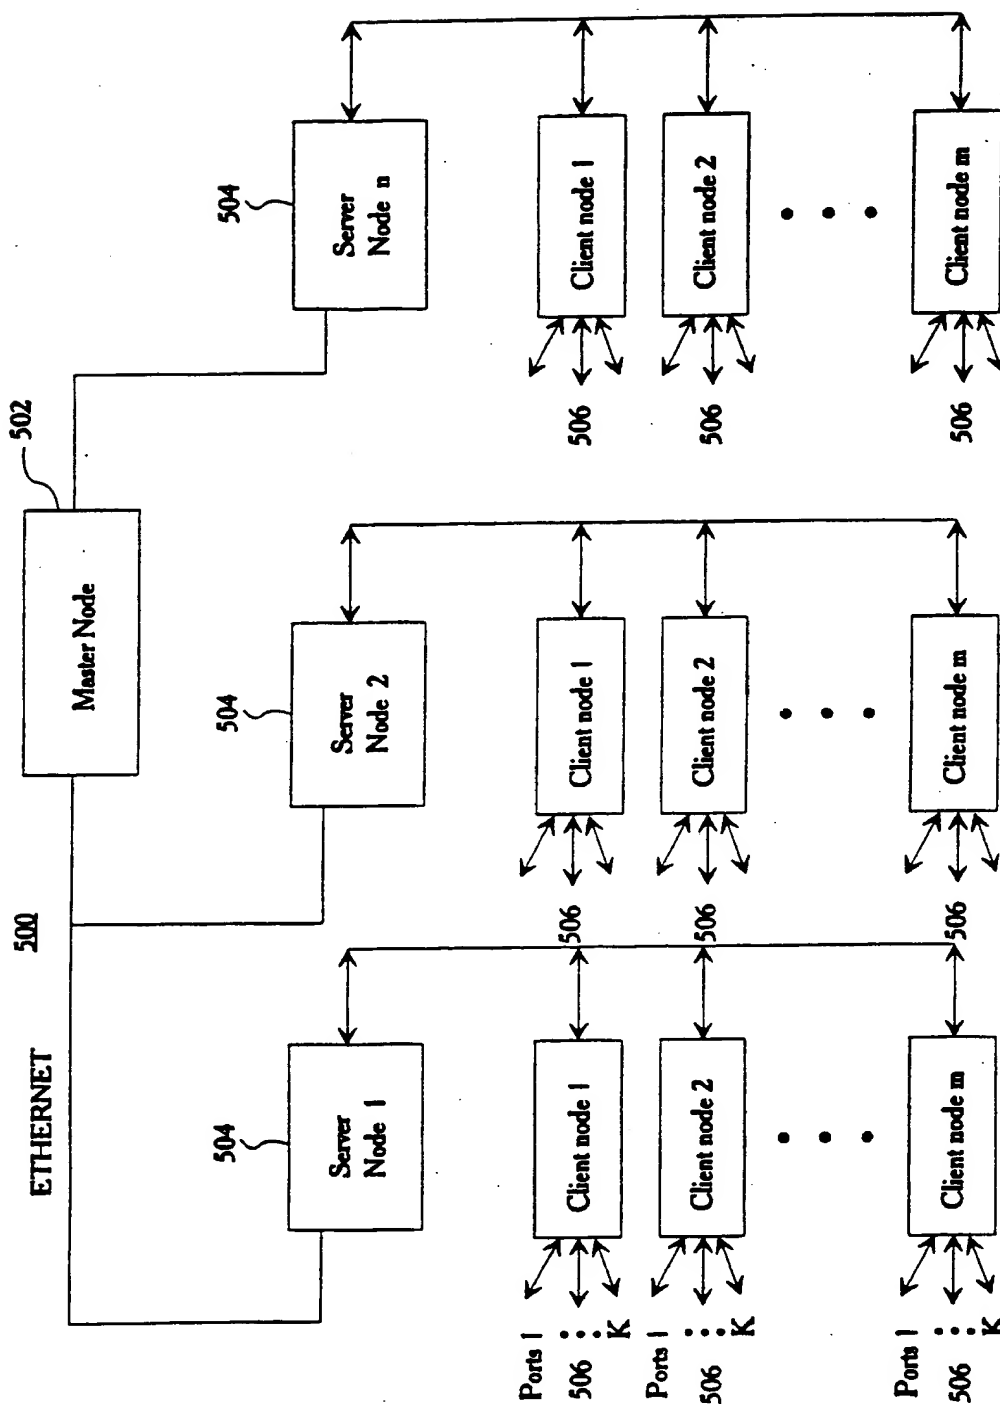 ETHERNET
500
Master Node
502
504
Server
Node 1
504
Server
Node 2
504
Server
Node n
Ports 1
K
506
Client node 1
506
Client node 1
506
Client node 1
Ports 1
K
506
Client node 2
506
Client node 2
506
Client node 2
Ports 1
K
506
Client node m
506
Client node m
506
Client node m